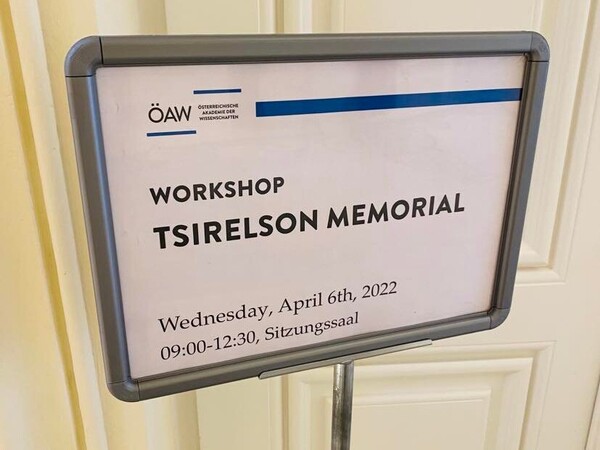 ÖAW
ÖSTERREICHISCHE
AKADEMIE DER
WISSENSCHAFTEN
WORKSHOP
TSIRELSON MEMORIAL
Wednesday, April 6th, 2022
09:00-12:30, Sitzungssaal